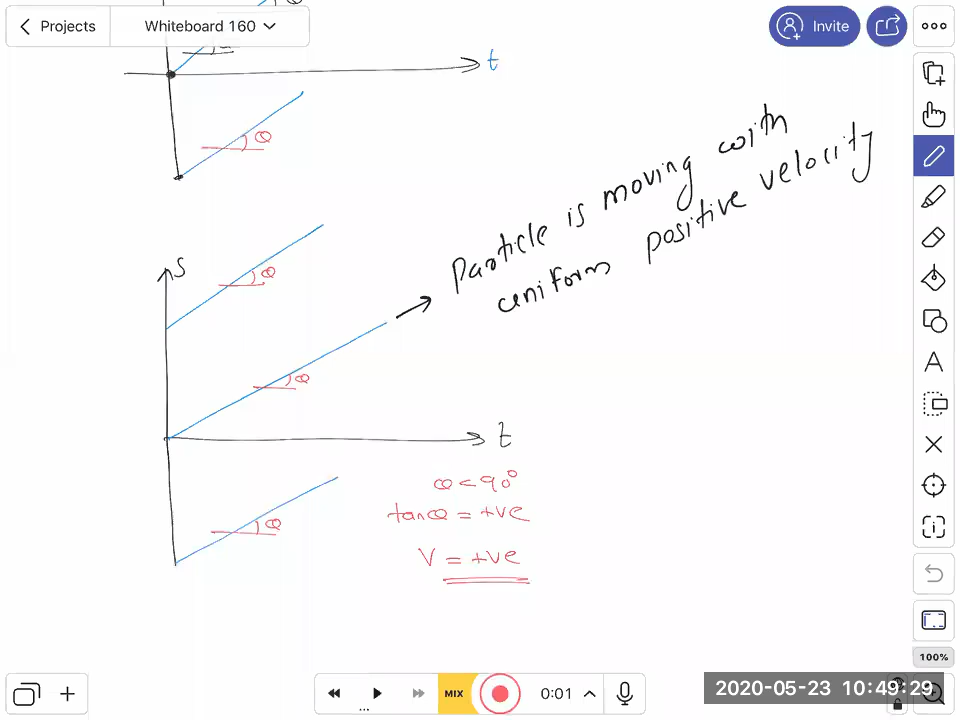 Projects
Whiteboard 160
Invite
t
θ
S
θ
θ
t
θ
Particle is moving with
uniform positive velocity
θ < 90°
tanθ = +ve
V = +ve
A
100%
MIX
0:01
2020-05-23 10:49:29